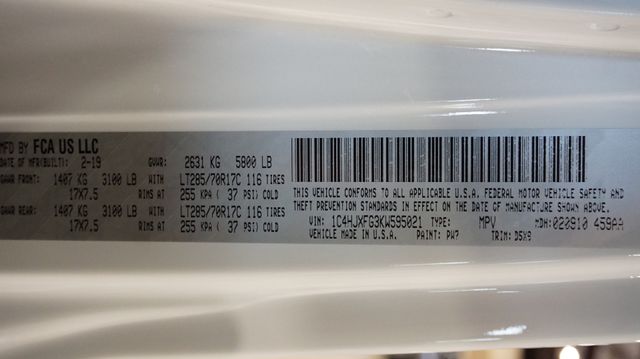 MFD BY FCA US LLC
DATE OF MFR(BUILT): 2-19 GVWR: 2631 KG 5800 LB
GAWR FRONT: 1407 KG 3100 LB WITH LT285/70R17C 116 TIRES
17X7.5 RIMS AT 255 KPA ( 37 PSI) COLD
GAWR REAR: 1407 KG 3100 LB WITH LT285/70R17C 116 TIRES
17X7.5 RIMS AT 255 KPA ( 37 PSI) COLD
THIS VEHICLE CONFORMS TO ALL APPLICABLE U.S.A. FEDERAL MOTOR VEHICLE SAFETY AND
THEFT PREVENTION STANDARDS IN EFFECT ON THE DATE OF MANUFACTURE SHOWN ABOVE.
VIN: 1C4HJXFG3KW595021 TYPE: MPV MDH: 020910 459AA
VEHICLE MADE IN U.S.A. PAINT: PW7 TRIM: D5X9